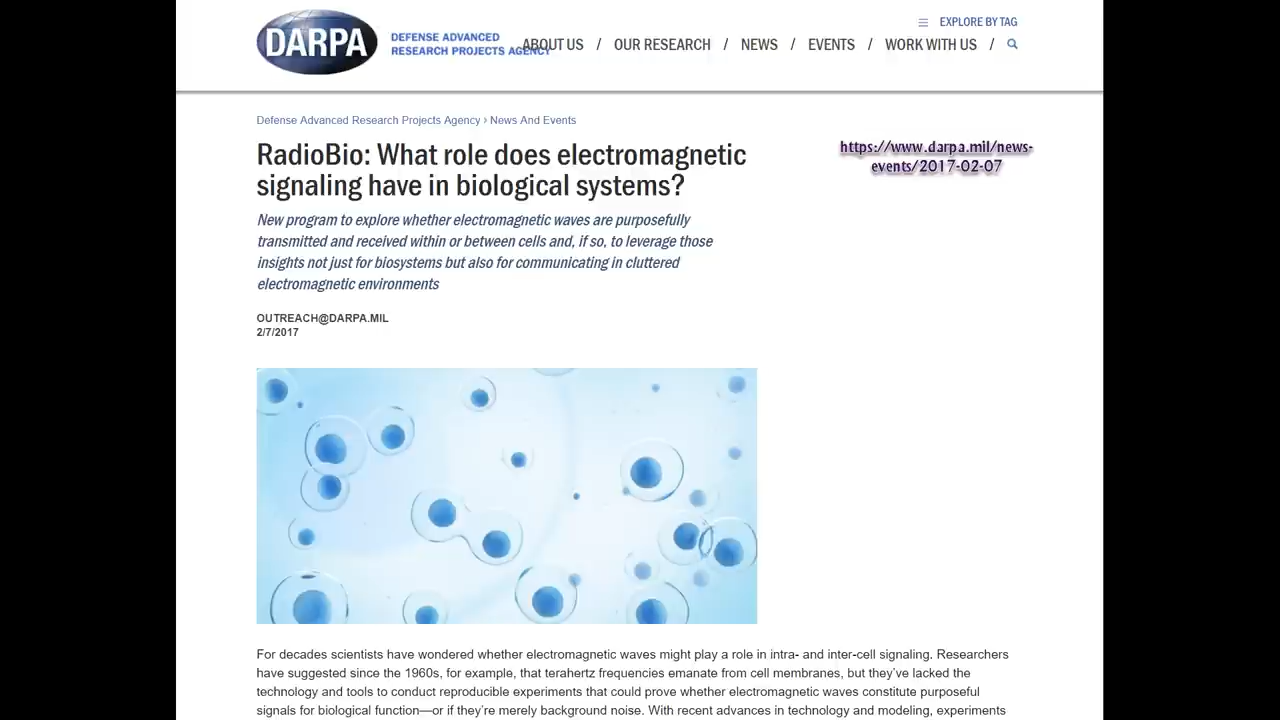 EXPLORE BY TAG
DARPA
DEFENSE ADVANCED
RESEARCH PROJECTS AGENCY
ABOUT US / OUR RESEARCH / NEWS / EVENTS / WORK WITH US /
Defense Advanced Research Projects Agency › News And Events
RadioBio: What role does electromagnetic
signaling have in biological systems?
https://www.darpa.mil/news-
events/2017-02-07
New program to explore whether electromagnetic waves are purposefully
transmitted and received within or between cells and, if so, to leverage those
insights not just for biosystems but also for communicating in cluttered
electromagnetic environments
OUTREACH@DARPA.MIL
2/7/2017
For decades scientists have wondered whether electromagnetic waves might play a role in intra- and inter-cell signaling. Researchers
have suggested since the 1960s, for example, that terahertz frequencies emanate from cell membranes, but they’ve lacked the
technology and tools to conduct reproducible experiments that could prove whether electromagnetic waves constitute purposeful
signals for biological function—or if they’re merely background noise. With recent advances in technology and modeling, experiments